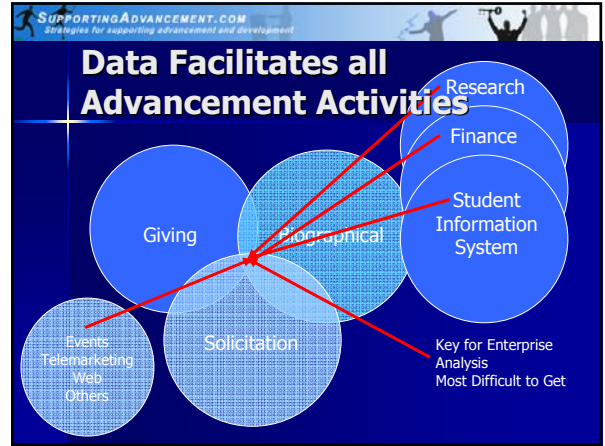 SUPPORTINGADVANCEMENT.COM
Strategies for supporting advancement and development
Data Facilitates all
Advancement Activities
Research
Finance
Student
Information
System
Giving
Biographical
Solicitation
Events
Telemarketing
Web
Others
Key for Enterprise
Analysis
Most Difficult to Get